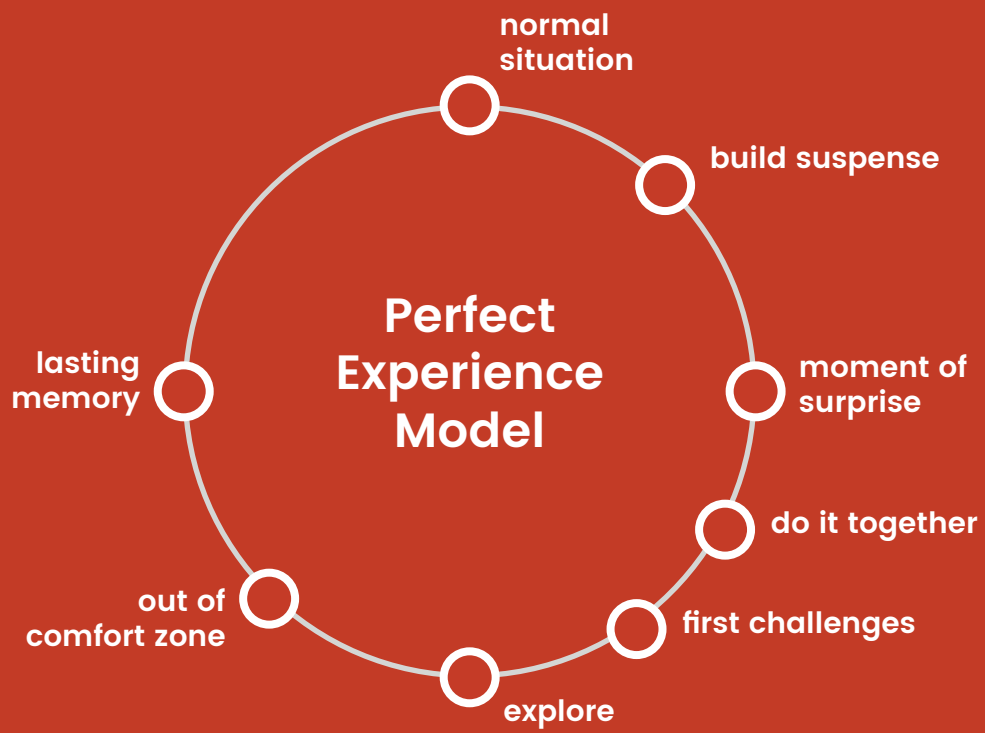 normal
situation
build suspense
moment of
surprise
do it together
first challenges
explore
out of
comfort zone
lasting
memory
Perfect
Experience
Model